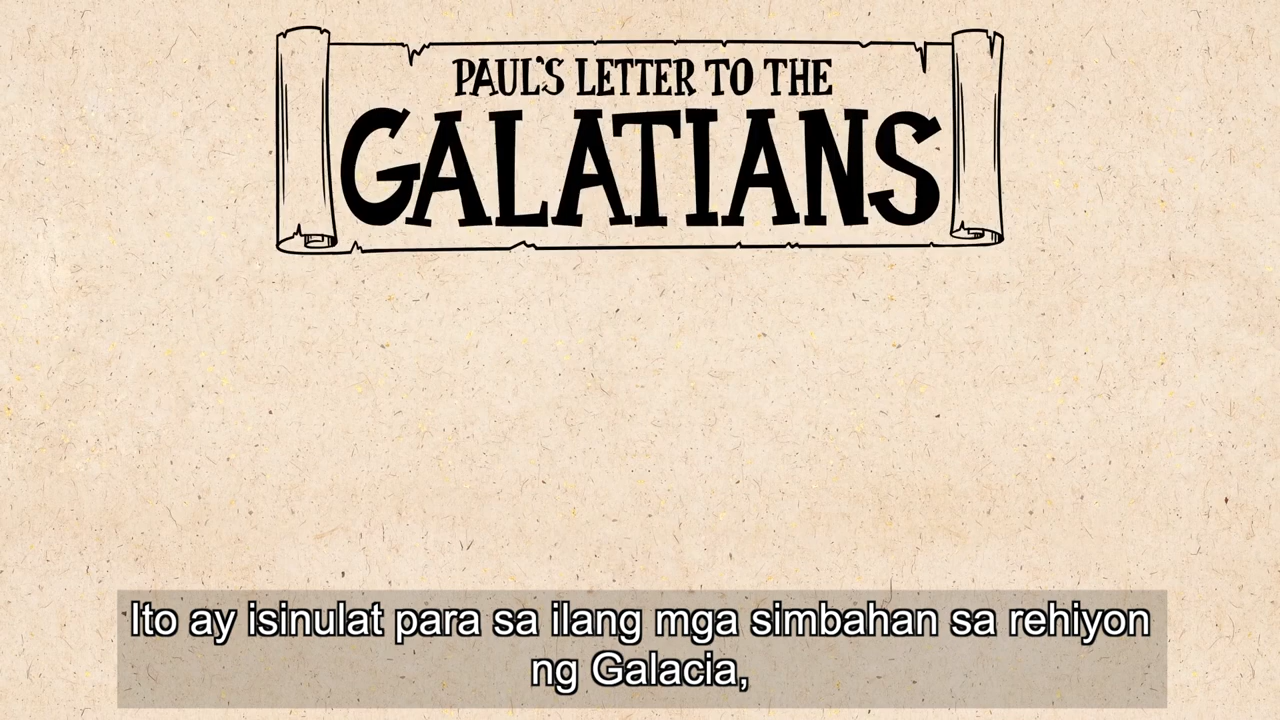 PAUL'S LETTER TO THE
GALATIANS
Ito ay isinulat para sa ilang mga simbahan sa rehiyon
ng Galacia,